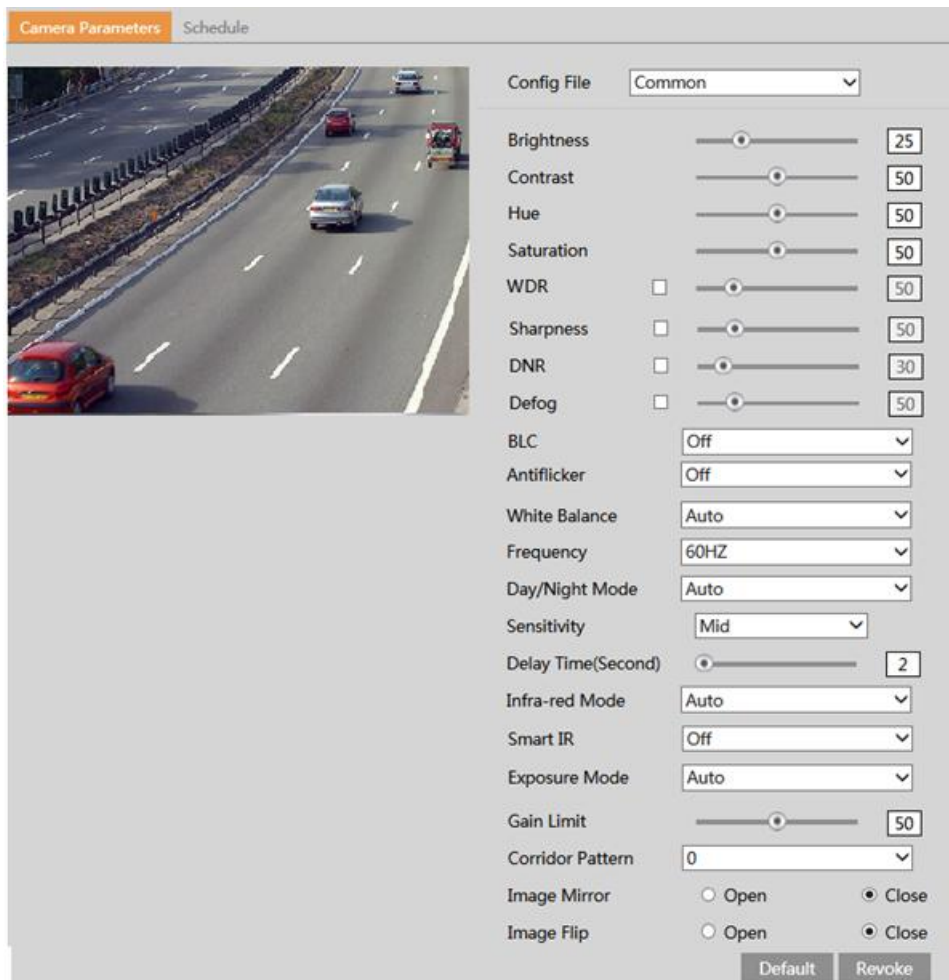 Camera Parameters Schedule
Config File Common
Brightness 25
Contrast 50
Hue 50
Saturation 50
WDR 50
Sharpness 50
DNR 30
Defog 50
BLC Off
Antiflicker Off
White Balance Auto
Frequency 60HZ
Day/Night Mode Auto
Sensitivity Mid
Delay Time(Second) 2
Infra-red Mode Auto
Smart IR Off
Exposure Mode Auto
Gain Limit 50
Corridor Pattern 0
Image Mirror Open Close
Image Flip Open Close
Default Revoke